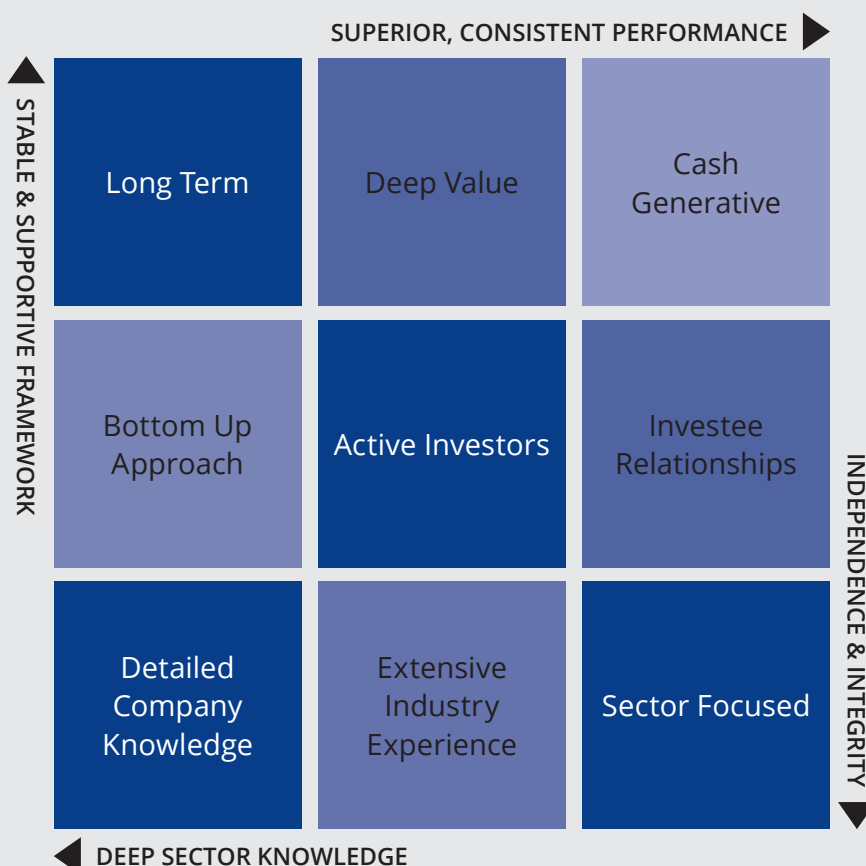 SUPERIOR, CONSISTENT PERFORMANCE
STABLE & SUPPORTIVE FRAMEWORK
Long Term
Deep Value
Cash
Generative
Bottom Up
Approach
Active Investors
Investee
Relationships
INDEPENDENCE & INTEGRITY
Detailed
Company
Knowledge
Extensive
Industry
Experience
Sector Focused
DEEP SECTOR KNOWLEDGE